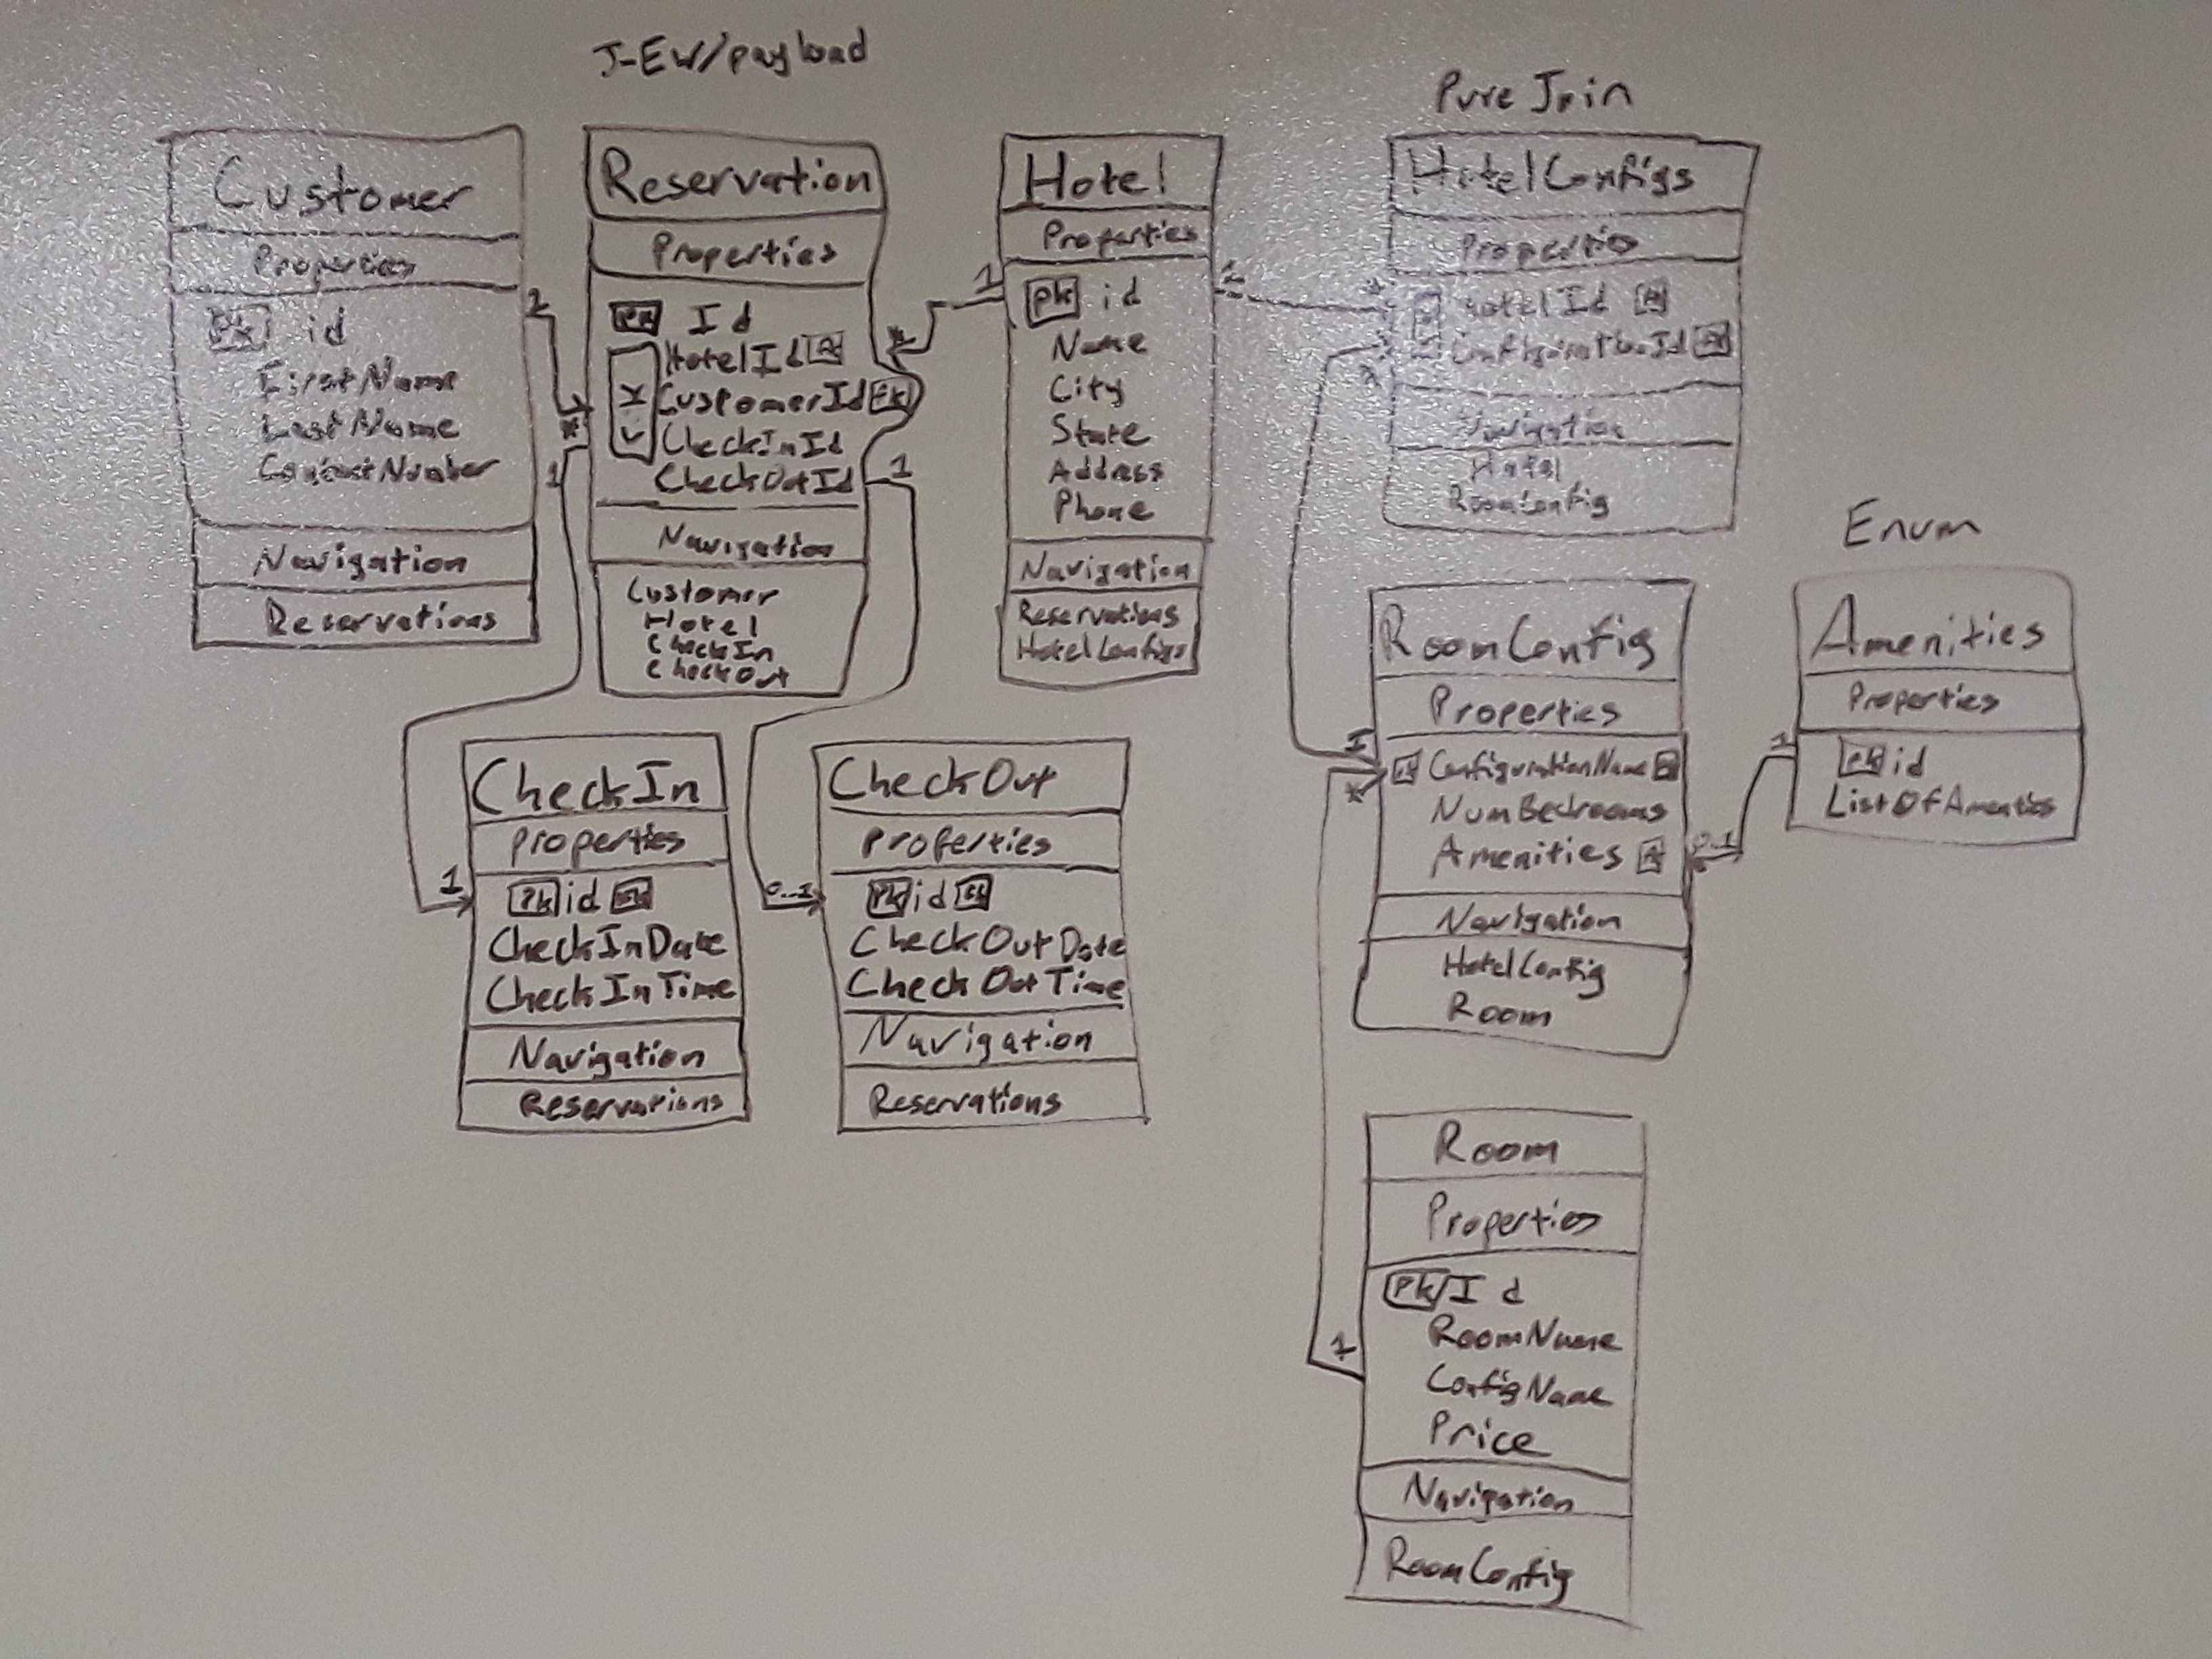 J-EW/payload
Pure Join
Customer
Properties
PK id
FirstName
LastName
ContactNumber
Navigation
Reservations
1
*
Reservation
Properties
PK Id
HotelId FK
CustomerId FK
CheckInId
CheckOutId
Navigation
Customer
Hotel
CheckIn
CheckOut
1
1
*
1
Hotel
Properties
PK id
Name
City
State
Address
Phone
Navigation
Reservations
HotelConfigs
1
*
*
HotelConfigs
Properties
HotelId FK
ConfigurationId FK
Navigation
Hotel
RoomConfig
Enum
CheckIn
Properties
1
PK id FK
CheckInDate
CheckInTime
Navigation
Reservations
CheckOut
Properties
0..1
PK id FK
CheckOutDate
CheckOutTime
Navigation
Reservations
RoomConfig
Properties
1
*
PK ConfigurationName FK
NumBedrooms
Amenities FK
0..1
Navigation
HotelConfig
Room
Amenities
Properties
1
PK id
ListOfAmenties
Room
Properties
PK Id
RoomName
1
ConfigName
Price
Navigation
RoomConfig